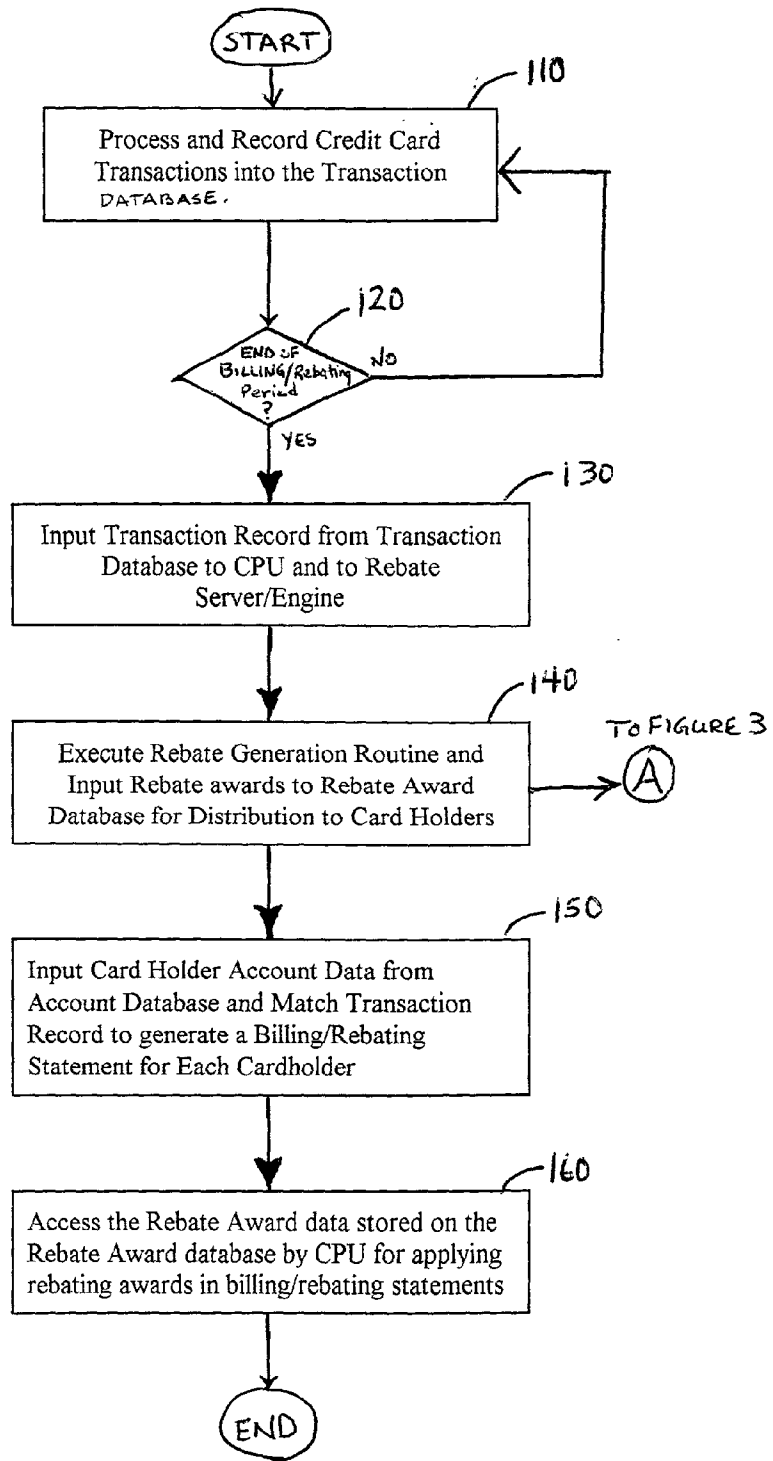 START
110
Process and Record Credit Card
Transactions into the Transaction
DATABASE.
120
END OF
BILLING/Rebating
Period
?
NO
YES
130
Input Transaction Record from Transaction
Database to CPU and to Rebate
Server/Engine
140
TO FIGURE 3
Execute Rebate Generation Routine and
Input Rebate awards to Rebate Award
Database for Distribution to Card Holders
A
150
Input Card Holder Account Data from
Account Database and Match Transaction
Record to generate a Billing/Rebating
Statement for Each Cardholder
160
Access the Rebate Award data stored on the
Rebate Award database by CPU for applying
rebating awards in billing/rebating statements
END